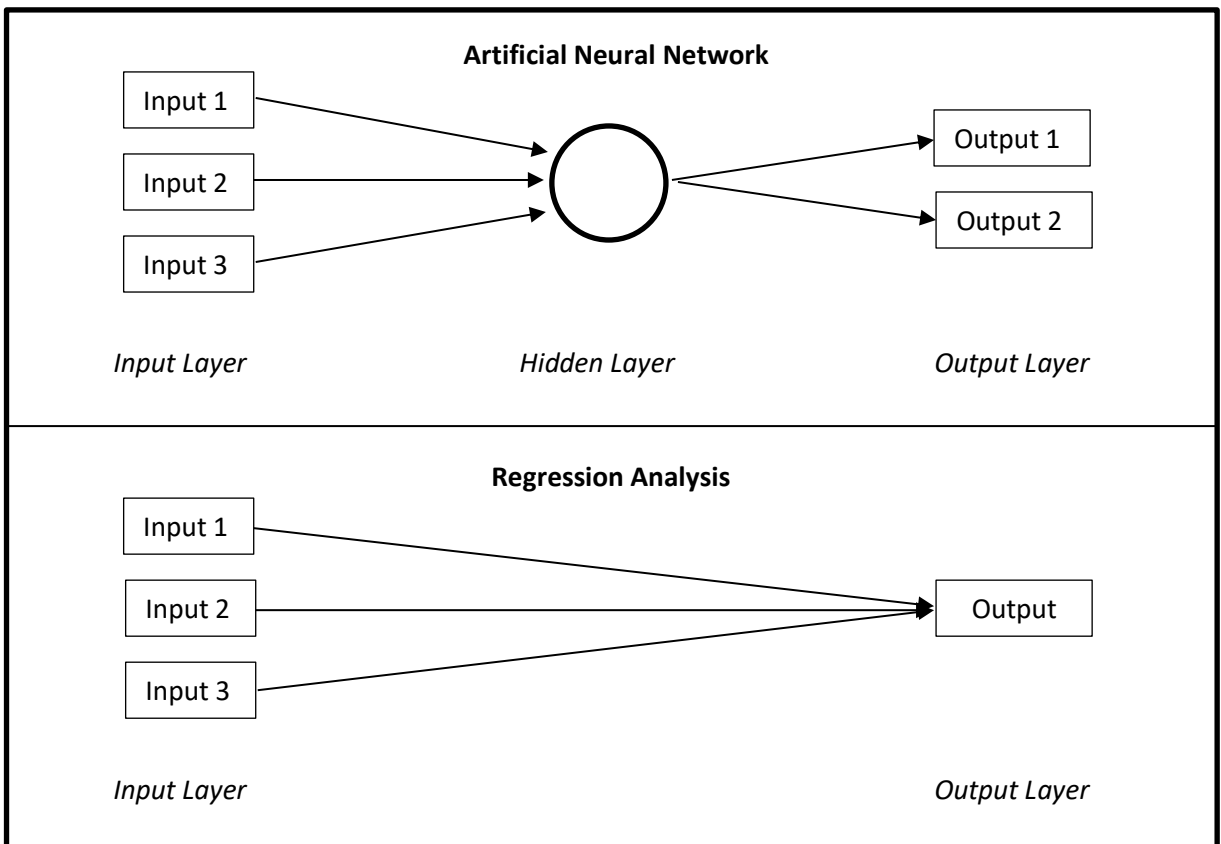 Artificial Neural Network
Input 1
Output 1
Input 2
Output 2
Input 3
Input Layer
Hidden Layer
Output Layer
Regression Analysis
Input 1
Input 2
Output
Input 3
Input Layer
Output Layer